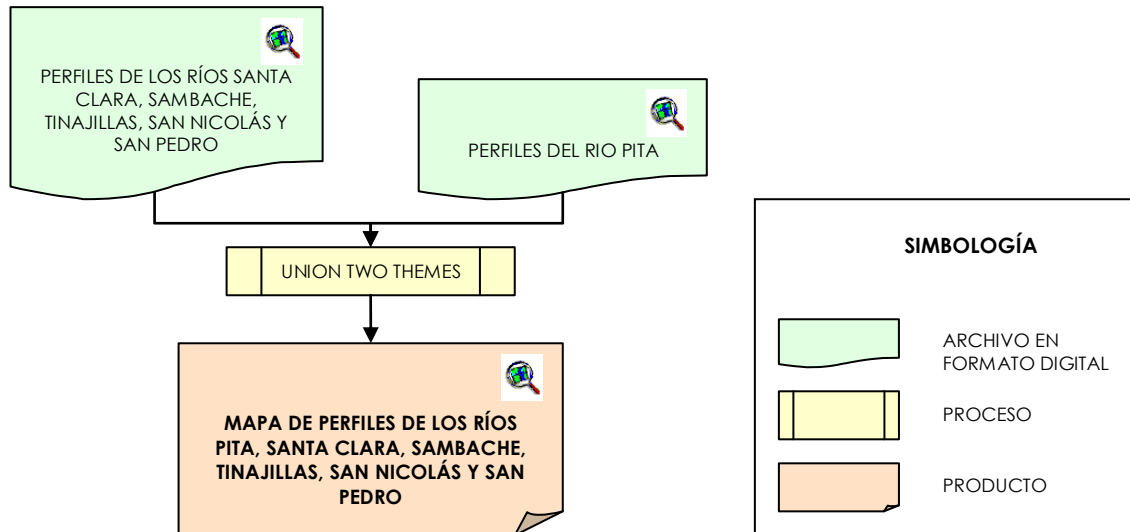 PERFILES DE LOS RÍOS SANTA
CLARA, SAMBACHE,
TINAJILLAS, SAN NICOLÁS Y
SAN PEDRO
PERFILES DEL RIO PITA
UNION TWO THEMES
MAPA DE PERFILES DE LOS RÍOS
PITA, SANTA CLARA, SAMBACHE,
TINAJILLAS, SAN NICOLÁS Y SAN
PEDRO
SIMBOLOGÍA
ARCHIVO EN
FORMATO DIGITAL
PROCESO
PRODUCTO